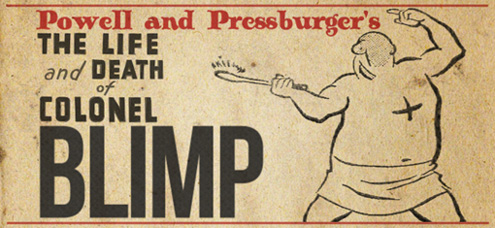 Powell and Pressburger's
THE LIFE
and DEATH
of
COLONEL
BLIMP